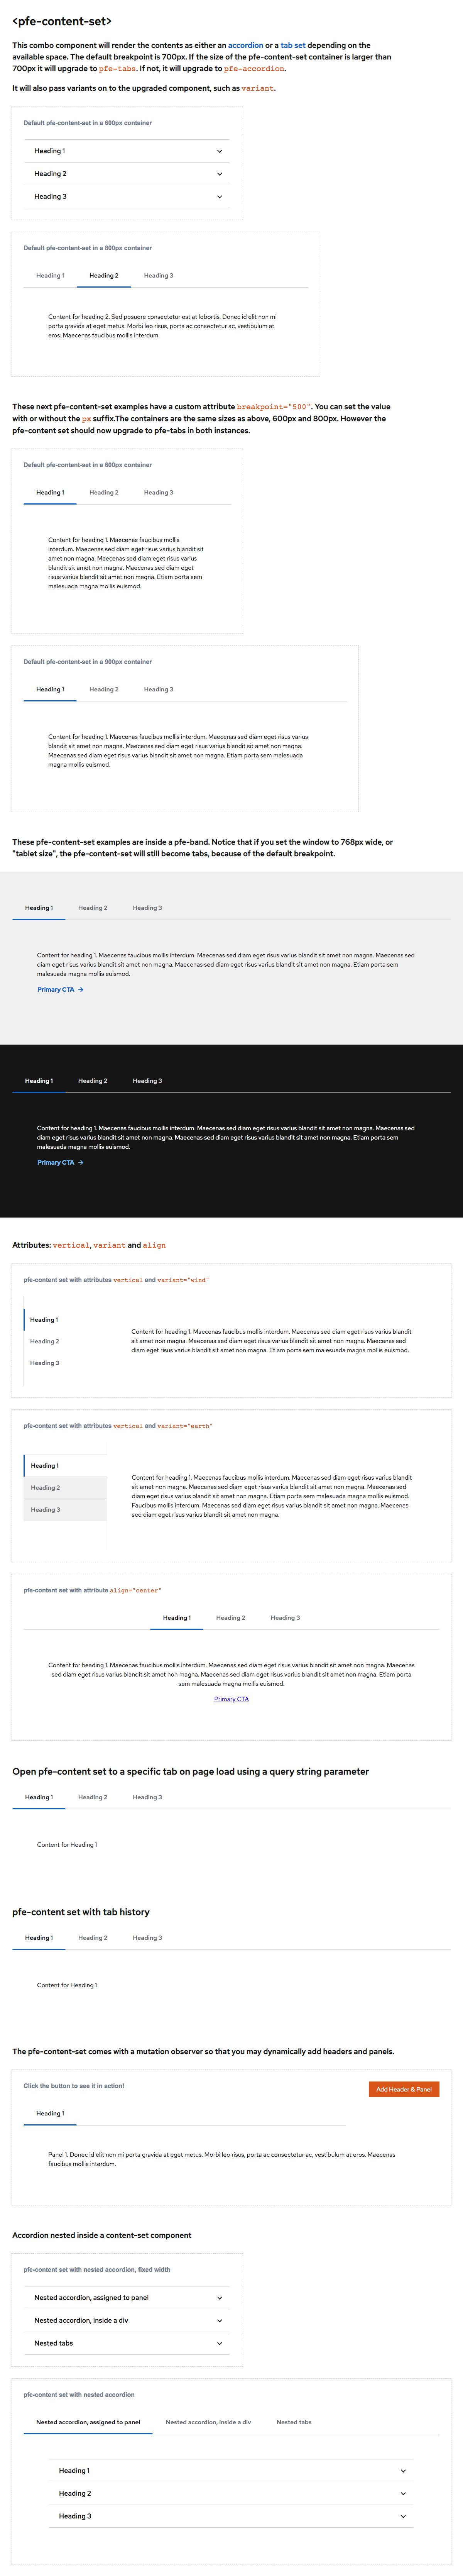 <pfe-content-set>
This combo component will render the contents as either an accordion or a tab set depending on the
available space. The default breakpoint is 700px. If the size of the pfe-content-set container is larger than
700px it will upgrade to pfe-tabs. If not, it will upgrade to pfe-accordion.
It will also pass variants on to the upgraded component, such as variant.
Default pfe-content-set in a 600px container
Heading 1
Heading 2
Heading 3
Default pfe-content-set in a 800px container
Heading 1 Heading 2 Heading 3
Content for heading 2. Sed posuere consectetur est at lobortis. Donec id elit non mi
porta gravida at eget metus. Morbi leo risus, porta ac consectetur ac, vestibulum at
eros. Maecenas faucibus mollis interdum.
These next pfe-content-set examples have a custom attribute breakpoint="500". You can set the value
with or without the px suffix.The containers are the same sizes as above, 600px and 800px. However the
pfe-content set should now upgrade to pfe-tabs in both instances.
Default pfe-content-set in a 600px container
Heading 1 Heading 2 Heading 3
Content for heading 1. Maecenas faucibus mollis
interdum. Maecenas sed diam eget risus varius blandit sit
amet non magna. Maecenas sed diam eget risus varius
blandit sit amet non magna. Maecenas sed diam eget
risus varius blandit sit amet non magna. Etiam porta sem
malesuada magna mollis euismod.
Default pfe-content-set in a 900px container
Heading 1 Heading 2 Heading 3
Content for heading 1. Maecenas faucibus mollis interdum. Maecenas sed diam eget risus varius
blandit sit amet non magna. Maecenas sed diam eget risus varius blandit sit amet non magna.
Maecenas sed diam eget risus varius blandit sit amet non magna. Etiam porta sem malesuada
magna mollis euismod.
These pfe-content-set examples are inside a pfe-band. Notice that if you set the window to 768px wide, or
"tablet size", the pfe-content-set will still become tabs, because of the default breakpoint.
Heading 1 Heading 2 Heading 3
Content for heading 1. Maecenas faucibus mollis interdum. Maecenas sed diam eget risus varius blandit sit amet non magna. Maecenas sed
diam eget risus varius blandit sit amet non magna. Maecenas sed diam eget risus varius blandit sit amet non magna. Etiam porta sem
malesuada magna mollis euismod.
Primary CTA
Heading 1 Heading 2 Heading 3
Content for heading 1. Maecenas faucibus mollis interdum. Maecenas sed diam eget risus varius blandit sit amet non magna. Maecenas sed
diam eget risus varius blandit sit amet non magna. Maecenas sed diam eget risus varius blandit sit amet non magna. Etiam porta sem
malesuada magna mollis euismod.
Primary CTA
Attributes: vertical, variant and align
pfe-content set with attributes vertical and variant="wind"
Heading 1
Heading 2
Heading 3
Content for heading 1. Maecenas faucibus mollis interdum. Maecenas sed diam eget risus varius blandit
sit amet non magna. Maecenas sed diam eget risus varius blandit sit amet non magna. Maecenas sed
diam eget risus varius blandit sit amet non magna. Etiam porta sem malesuada magna mollis euismod.
pfe-content set with attributes vertical and variant="earth"
Heading 1
Heading 2
Heading 3
Content for heading 1. Maecenas faucibus mollis interdum. Maecenas sed diam eget risus varius blandit
sit amet non magna. Maecenas sed diam eget risus varius blandit sit amet non magna. Maecenas sed
diam eget risus varius blandit sit amet non magna. Etiam porta sem malesuada magna mollis euismod.
Faucibus mollis interdum. Maecenas sed diam eget risus varius blandit sit amet non magna. Maecenas
sed diam eget risus varius blandit sit amet non magna.
pfe-content set with attribute align="center"
Heading 1 Heading 2 Heading 3
Content for heading 1. Maecenas faucibus mollis interdum. Maecenas sed diam eget risus varius blandit sit amet non magna. Maecenas
sed diam eget risus varius blandit sit amet non magna. Maecenas sed diam eget risus varius blandit sit amet non magna. Etiam porta
sem malesuada magna mollis euismod.
Primary CTA
Open pfe-content set to a specific tab on page load using a query string parameter
Heading 1 Heading 2 Heading 3
Content for Heading 1
pfe-content set with tab history
Heading 1 Heading 2 Heading 3
Content for Heading 1
The pfe-content-set comes with a mutation observer so that you may dynamically add headers and panels.
Click the button to see it in action!
Add Header & Panel
Heading 1
Panel 1. Donec id elit non mi porta gravida at eget metus. Morbi leo risus, porta ac consectetur ac, vestibulum at eros. Maecenas
faucibus mollis interdum.
Accordion nested inside a content-set component
pfe-content set with nested accordion, fixed width
Nested accordion, assigned to panel
Nested accordion, inside a div
Nested tabs
pfe-content set with nested accordion
Nested accordion, assigned to panel Nested accordion, inside a div Nested tabs
Heading 1
Heading 2
Heading 3